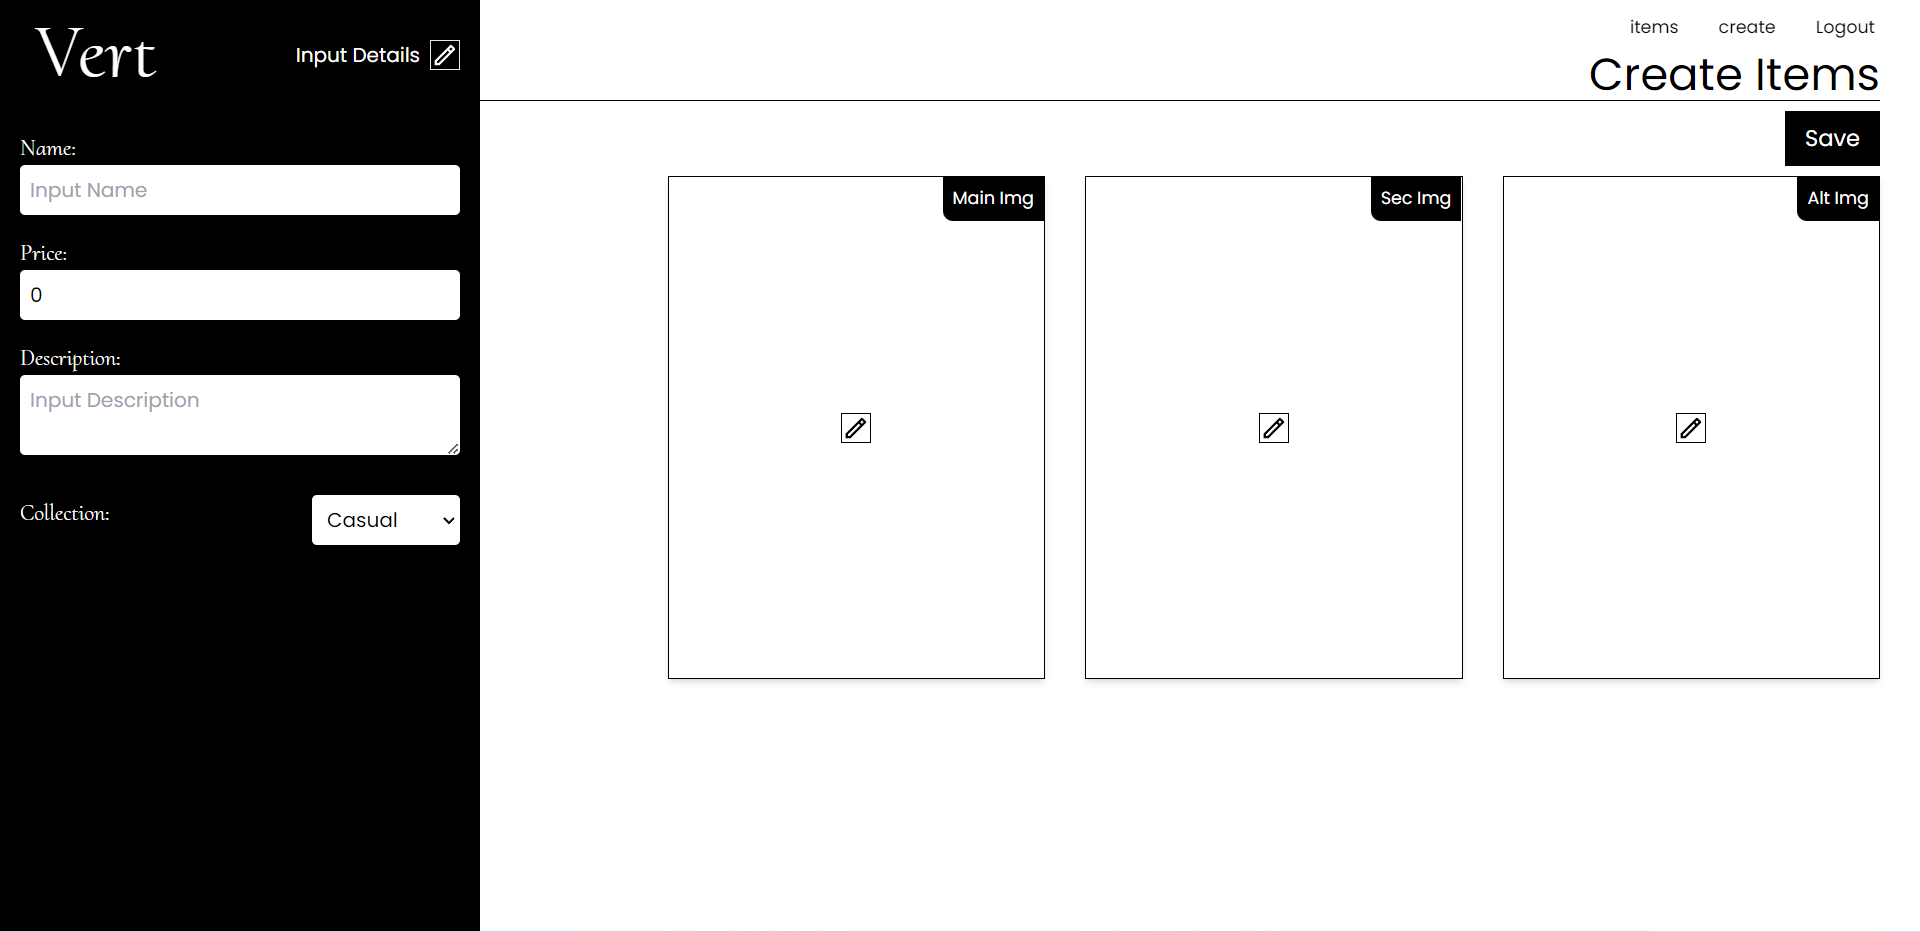 Vert
Input Details
Name:
Input Name
Price:
0
Description:
Input Description
Collection:
Casual
items create Logout
Create Items
Save
Main Img
Sec Img
Alt Img